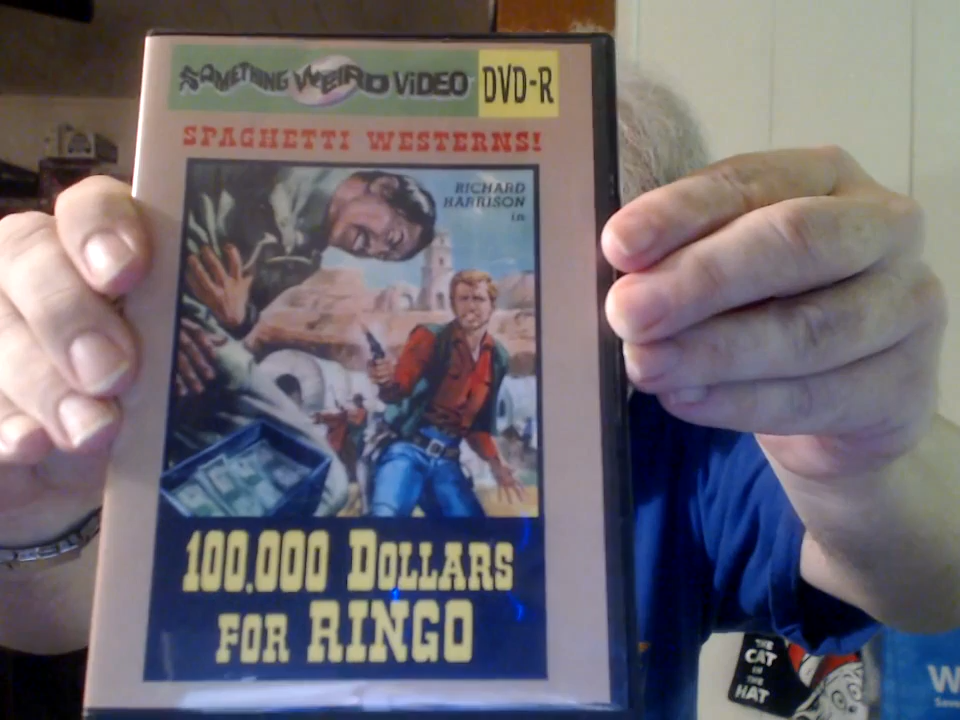 SOMETHING WEIRD VIDEO DVD-R
SPAGHETTI WESTERNS!
RICHARD
HARRISON
in
100,000 DOLLARS
FOR RINGO
THE
CAT
IN
THE
HAT
W